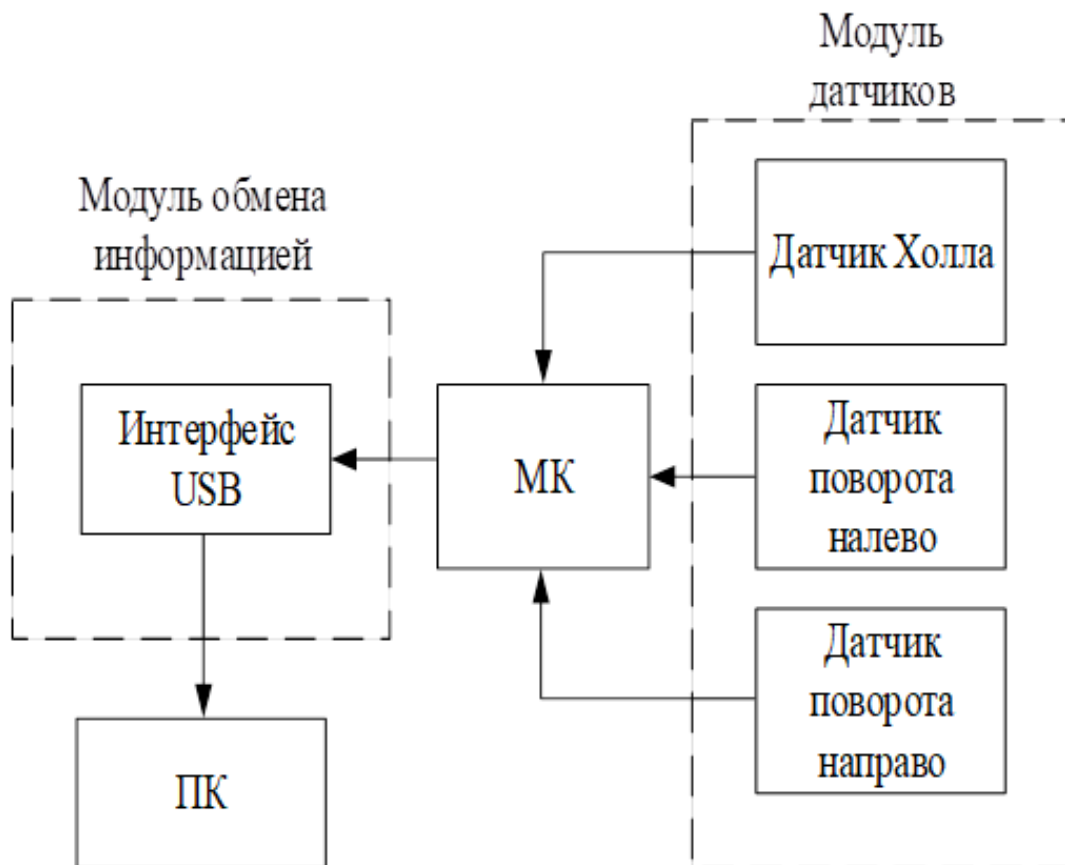 Модуль
датчиков
Модуль обмена
информацией
Датчик Холла
Интерфейс
USB
МК
Датчик
поворота
налево
Датчик
поворота
направо
ПК